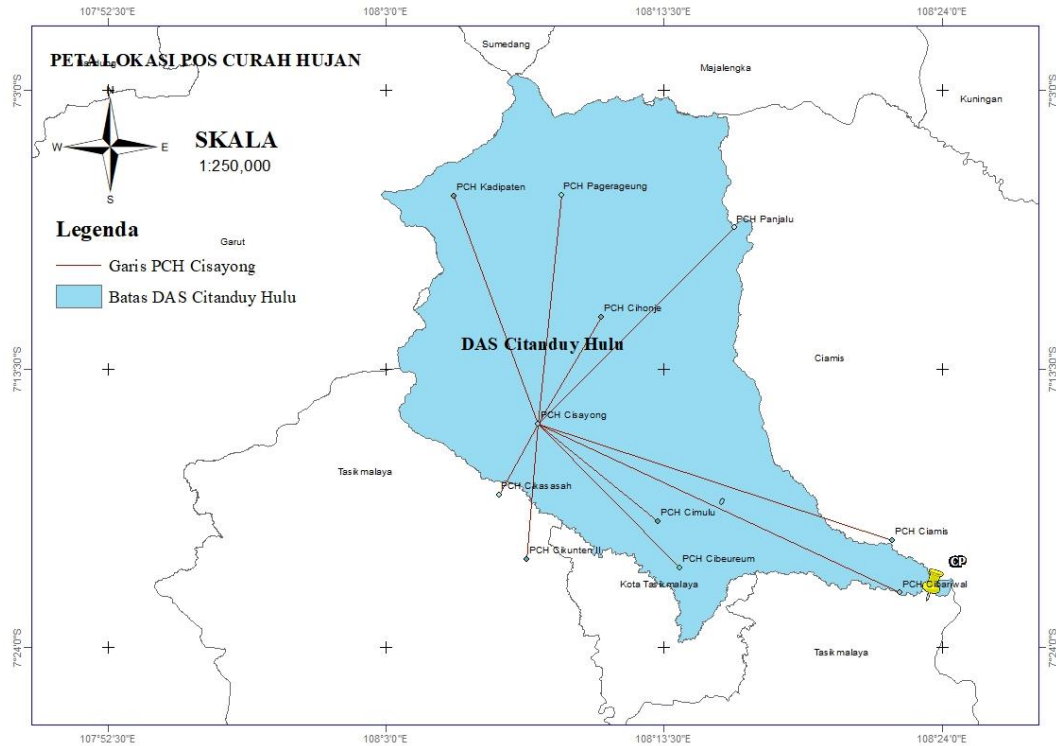 107°52'30"E
108°3'0"E
108°13'30"E
108°24'0"E
Sumedang
PETA LOKASI POS CURAH HUJAN
Bandung
Majalengka
7°3'0"S
7°3'0"S
Kuningan
N
W
E
S
SKALA
1:250,000
PCH Kadipaten
PCH Pagerageung
PCH Panjalu
Legenda
Garut
Garis PCH Cisayong
Batas DAS Citanduy Hulu
PCH Cihonje
DAS Citanduy Hulu
Ciamis
7°13'30"S
7°13'30"S
PCH Cisayong
Tasikmalaya
PCH Cikasasah
PCH Cimulu
PCH Ciamis
PCH Cikunten II
PCH Cibeureum
CP
Kota Tasikmalaya
PCH Cibariwal
7°24'0"S
7°24'0"S
Tasikmalaya
107°52'30"E
108°3'0"E
108°13'30"E
108°24'0"E